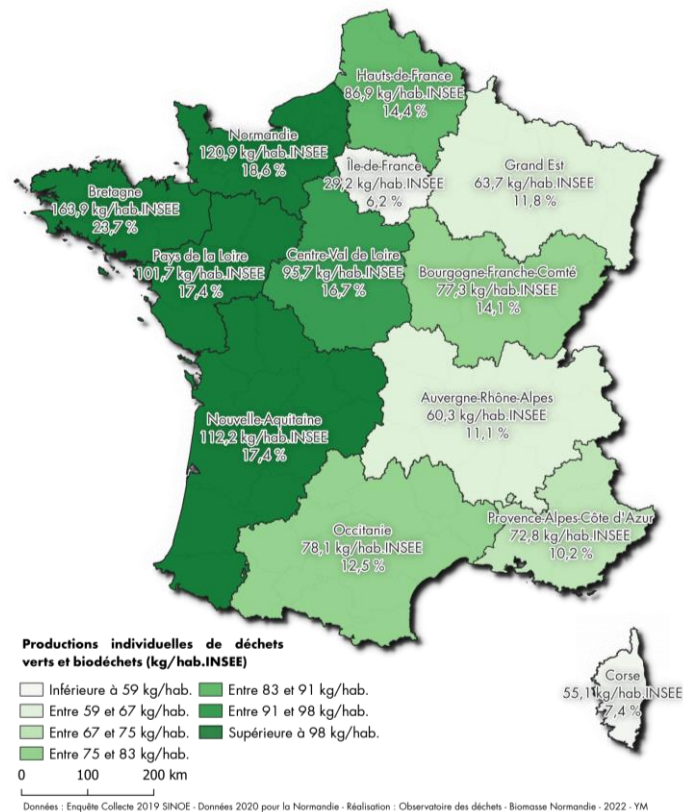 Hauts-de-France
86,9 kg/hab.INSEE
14,4 %
Normandie
120,9 kg/hab.INSEE
18,6 %
Île-de-France
29,2 kg/hab.INSEE
6,2 %
Grand Est
63,7 kg/hab.INSEE
11,8 %
Bretagne
163,9 kg/hab.INSEE
23,7 %
Pays de la Loire
101,7 kg/hab.INSEE
17,4 %
Centre-Val de Loire
95,7 kg/hab.INSEE
16,7 %
Bourgogne-Franche-Comté
77,3 kg/hab.INSEE
14,1 %
Auvergne-Rhône-Alpes
60,3 kg/hab.INSEE
11,1 %
Nouvelle-Aquitaine
112,2 kg/hab.INSEE
17,4 %
Occitanie
78,1 kg/hab.INSEE
12,5 %
Provence-Alpes-Côte d'Azur
72,8 kg/hab.INSEE
10,2 %
Corse
55,1 kg/hab.INSEE
7,4 %
Productions individuelles de déchets
verts et biodéchets (kg/hab.INSEE)
Inférieure à 59 kg/hab.
Entre 59 et 67 kg/hab.
Entre 67 et 75 kg/hab.
Entre 75 et 83 kg/hab.
Entre 83 et 91 kg/hab.
Entre 91 et 98 kg/hab.
Supérieure à 98 kg/hab.
0 100 200 km
Données : Enquête Collecte 2019 SINOE - Données 2020 pour la Normandie - Réalisation : Observatoire des déchets - Biomasse Normandie - 2022 - YM